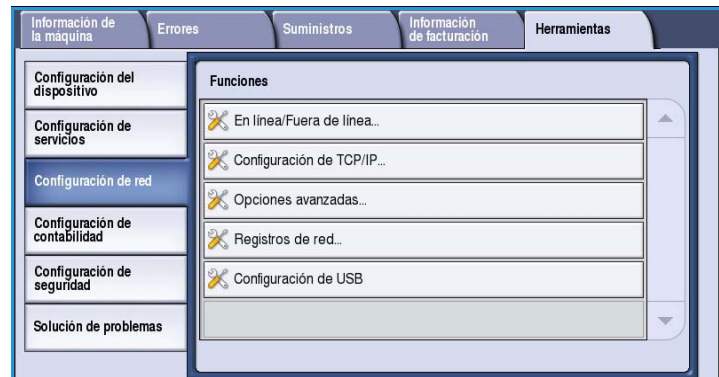 Información de
la máquina
Errores
Suministros
Información
de facturación
Herramientas
Configuración del
dispositivo
Configuración de
servicios
Configuración de red
Configuración de
contabilidad
Configuración de
seguridad
Solución de problemas
Funciones
En línea/Fuera de línea...
Configuración de TCP/IP...
Opciones avanzadas...
Registros de red...
Configuración de USB